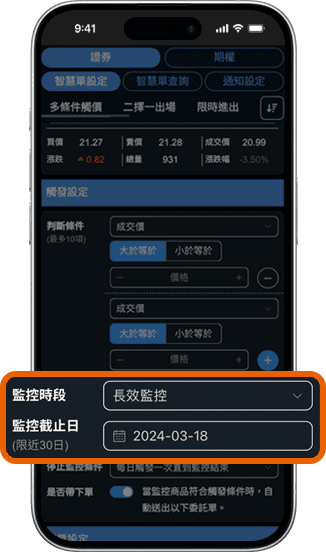 9:41
證券 期權
智慧單設定 智慧單查詢 通知設定
多條件觸價 二擇一出場 限時進出
買價 21.27 賣價 21.28 成交價 20.99
漲跌 ▲ 0.82 總量 931 漲跌幅 -3.50%
觸發設定
判斷條件 成交價
(最多10項)
大於等於 小於等於
− 價格 +
成交價
大於等於 小於等於
− 價格 +
監控時段 長效監控
監控截止日
(限近30日) 2024-03-18
停止監控條件 每日觸發一次直到監控結束
是否帶下單 當監控商品符合觸發條件時，自
動送出以下委託單。